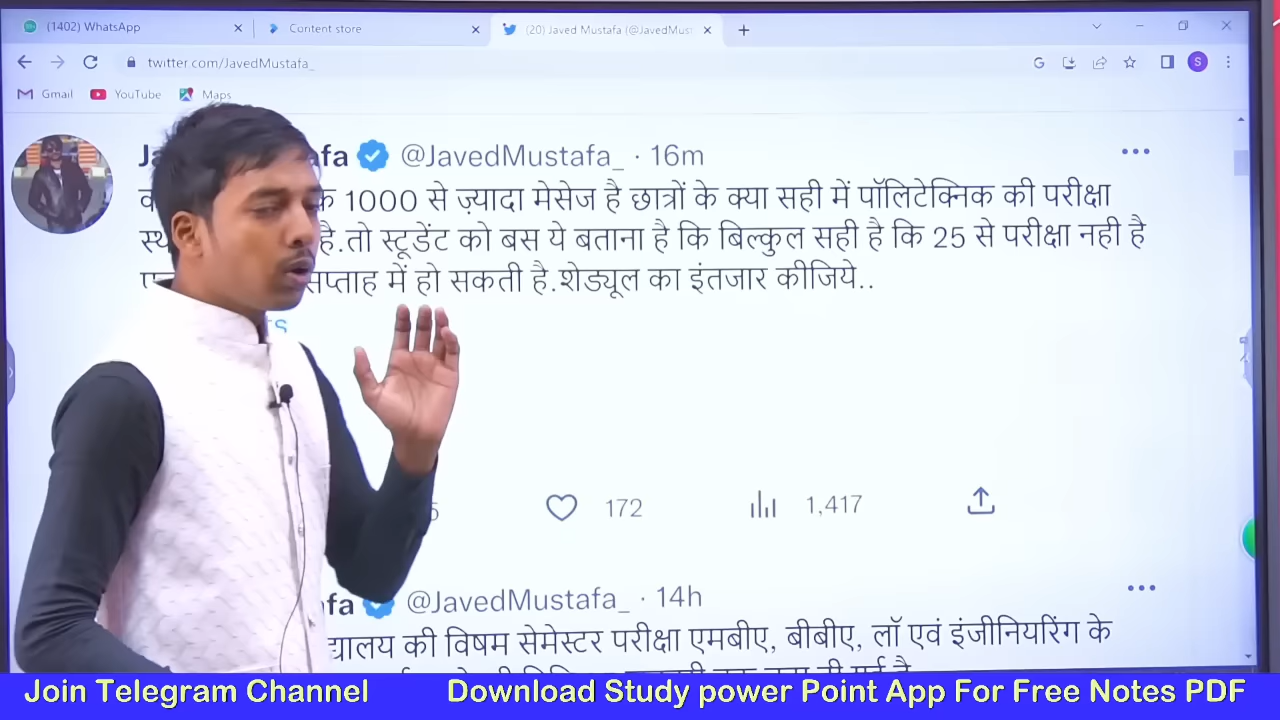 (1402) WhatsApp
Content store
(20) Javed Mustafa (@JavedMus
twitter.com/JavedMustafa_
Gmail YouTube Maps
@JavedMustafa_ · 16m
1000 से ज़्यादा मेसेज है छात्रों के क्या सही में पॉलिटेक्निक की परीक्षा
है.तो स्टूडेंट को बस ये बताना है कि बिल्कुल सही है कि 25 से परीक्षा नही है
सप्ताह में हो सकती है.शेड्यूल का इंतजार कीजिये..
172 1,417
@JavedMustafa_ · 14h
की विषम सेमेस्टर परीक्षा एमबीए, बीबीए, लॉ एवं इंजीनियरिंग के
Join Telegram Channel Download Study power Point App For Free Notes PDF